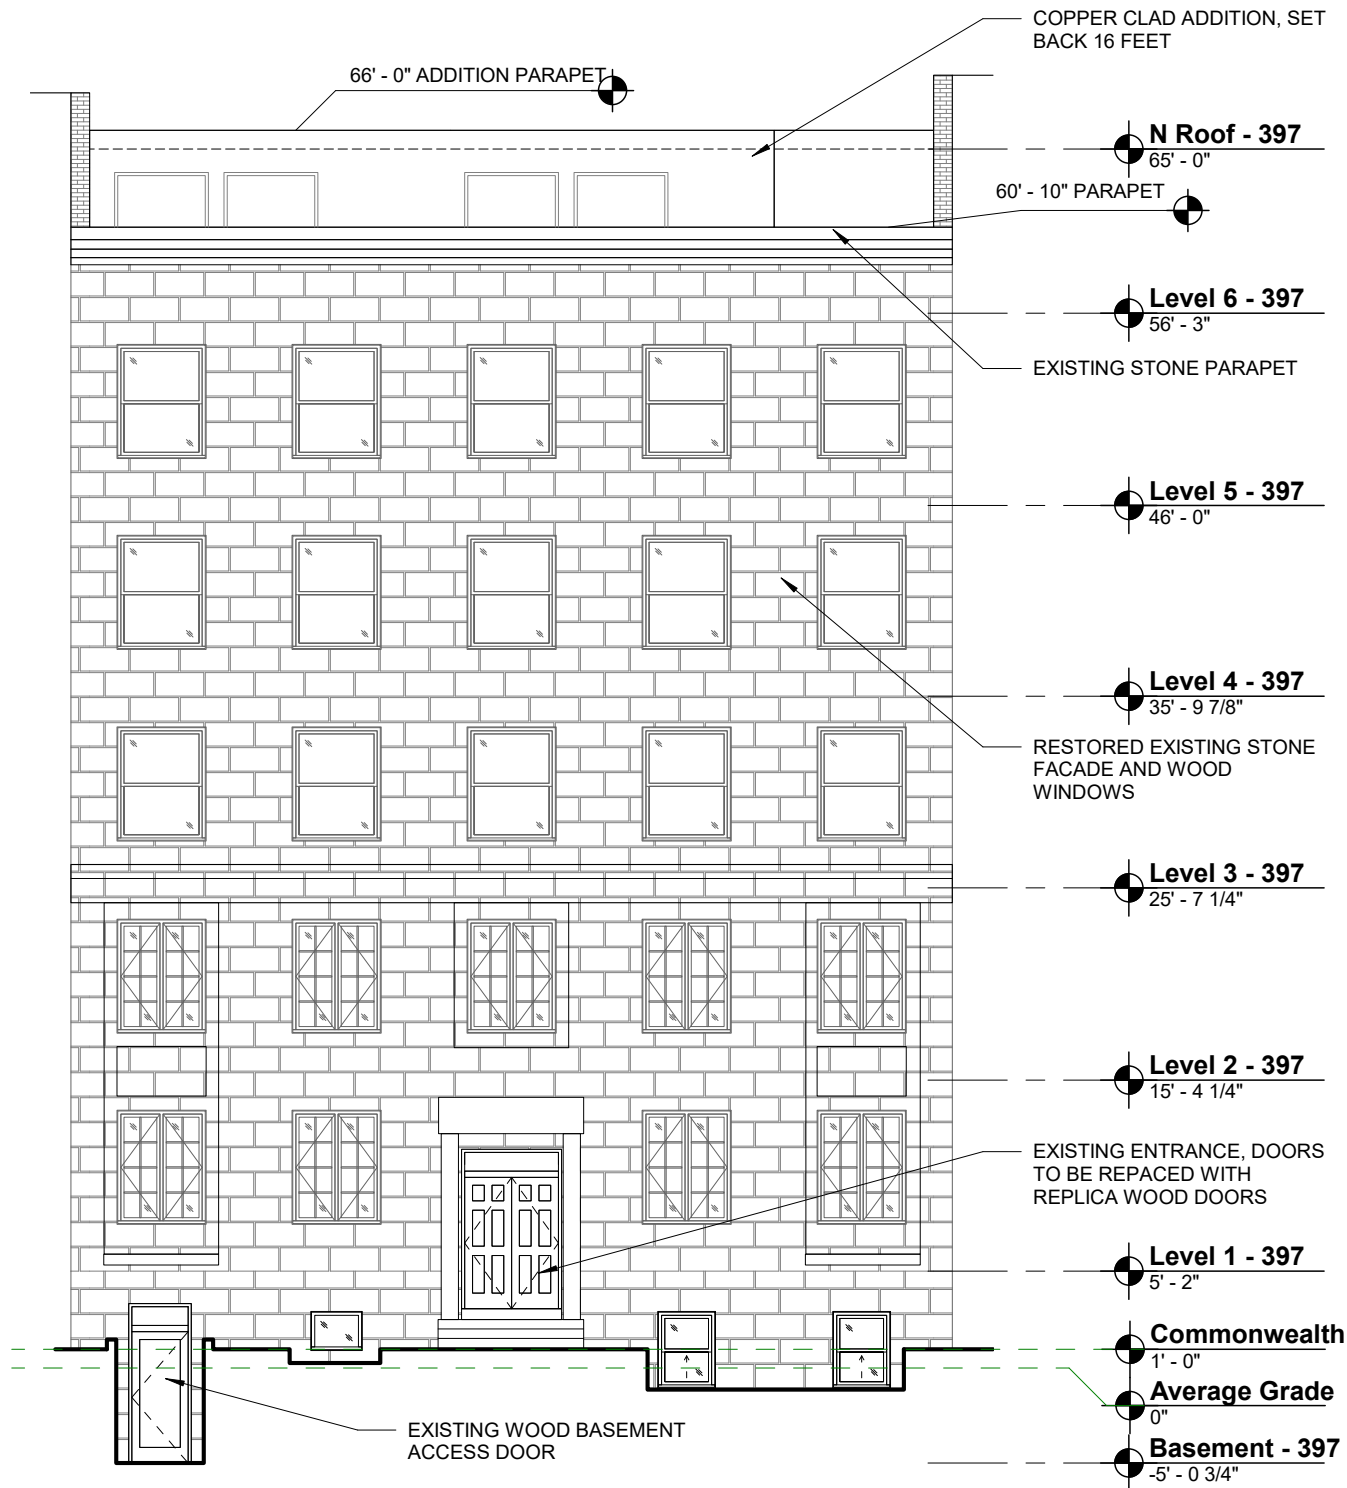 COPPER CLAD ADDITION, SET
BACK 16 FEET
66' - 0" ADDITION PARAPET
N Roof - 397
65' - 0"
60' - 10" PARAPET
Level 6 - 397
56' - 3"
EXISTING STONE PARAPET
Level 5 - 397
46' - 0"
Level 4 - 397
35' - 9 7/8"
RESTORED EXISTING STONE
FACADE AND WOOD
WINDOWS
Level 3 - 397
25' - 7 1/4"
Level 2 - 397
15' - 4 1/4"
EXISTING ENTRANCE, DOORS
TO BE REPACED WITH
REPLICA WOOD DOORS
Level 1 - 397
5' - 2"
Commonwealth
1' - 0"
Average Grade
0"
EXISTING WOOD BASEMENT
ACCESS DOOR
Basement - 397
-5' - 0 3/4"